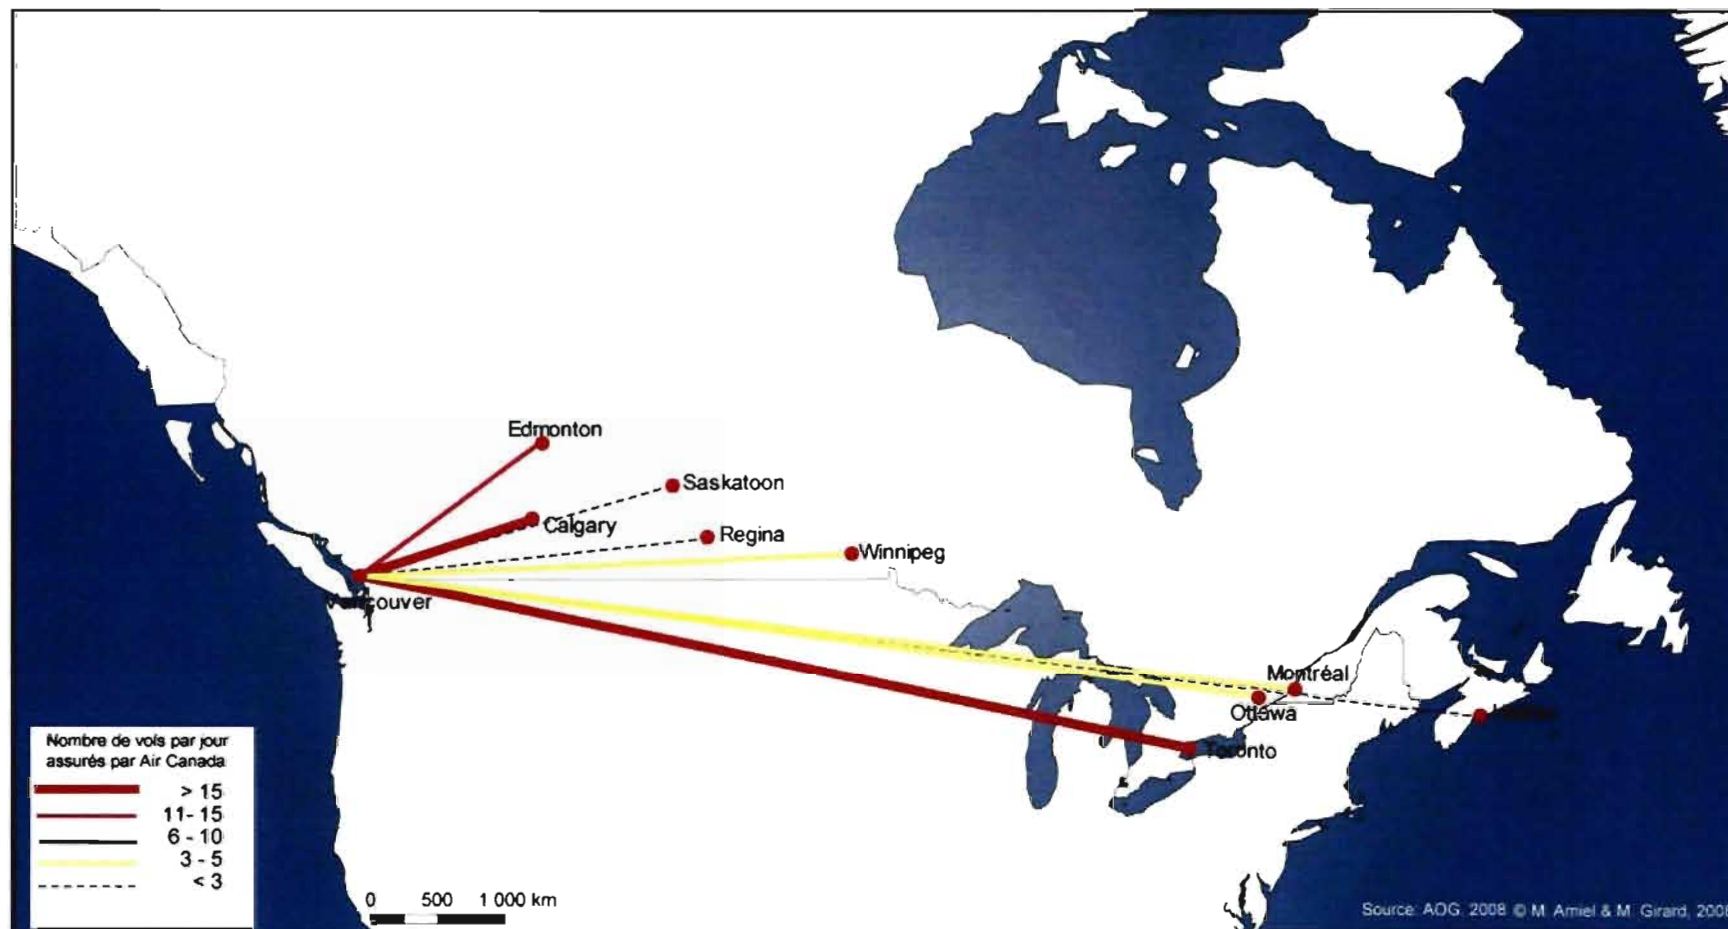 Edmonton
Saskatoon
Calgary
Regina
Winnipeg
Vancouver
Montréal
Ottawa
Toronto
Nombre de vols par jour
assurés par Air Canada
> 15
11- 15
6 - 10
3 - 5
< 3
0 500 1 000 km
Source: AOG, 2008 © M. Amiel & M. Girard, 2008